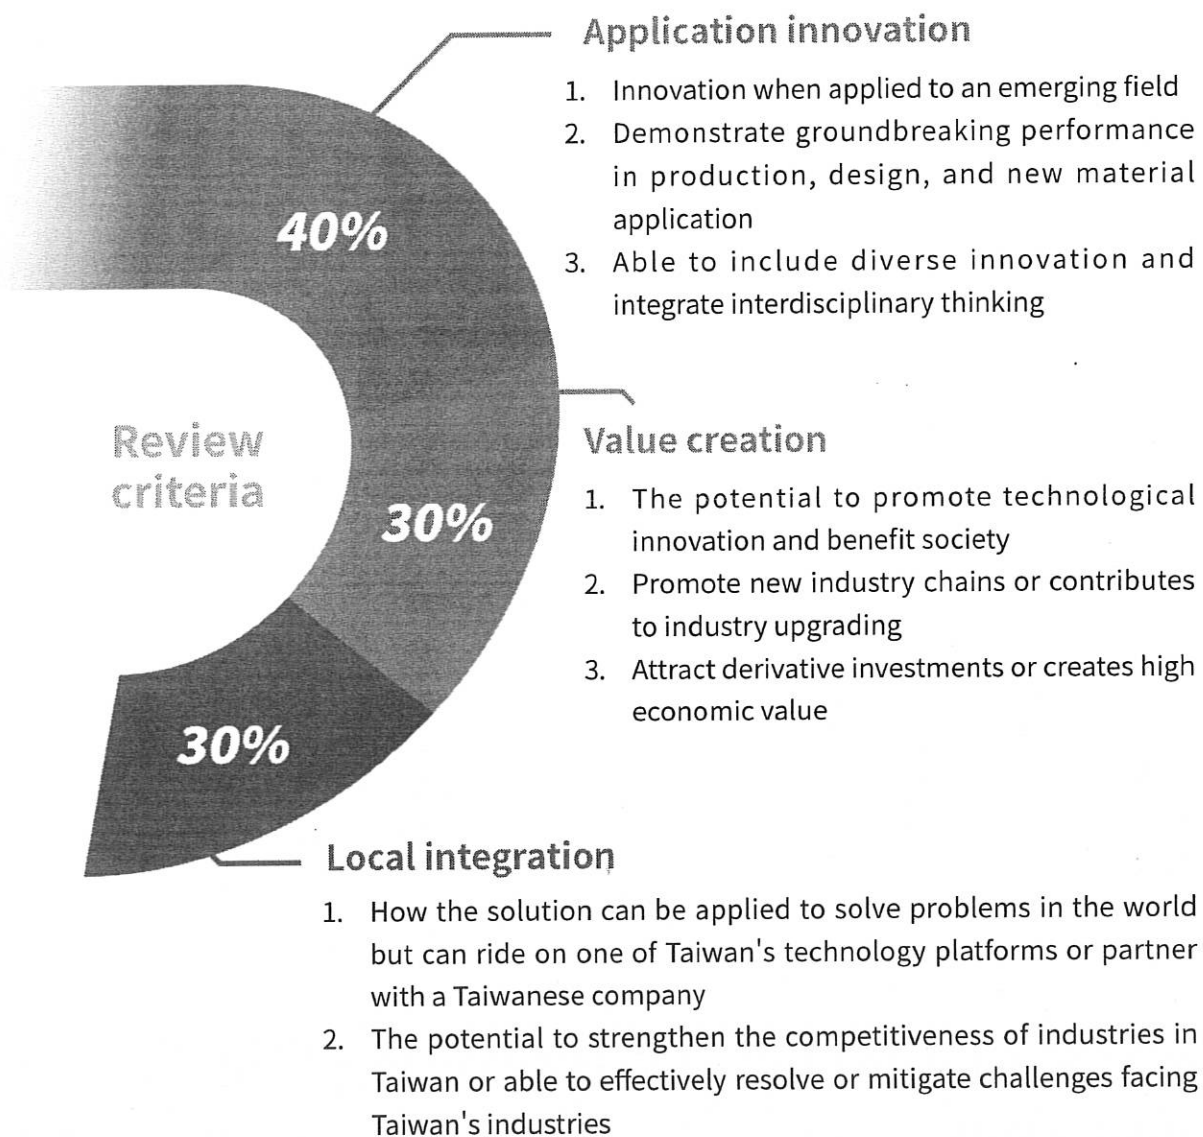 Application innovation
1. Innovation when applied to an emerging field
2. Demonstrate groundbreaking performance
in production, design, and new material
application
3. Able to include diverse innovation and
integrate interdisciplinary thinking
40%
Review
criteria
Value creation
1. The potential to promote technological
innovation and benefit society
2. Promote new industry chains or contributes
to industry upgrading
3. Attract derivative investments or creates high
economic value
30%
30%
Local integration
1. How the solution can be applied to solve problems in the world
but can ride on one of Taiwan's technology platforms or partner
with a Taiwanese company
2. The potential to strengthen the competitiveness of industries in
Taiwan or able to effectively resolve or mitigate challenges facing
Taiwan's industries